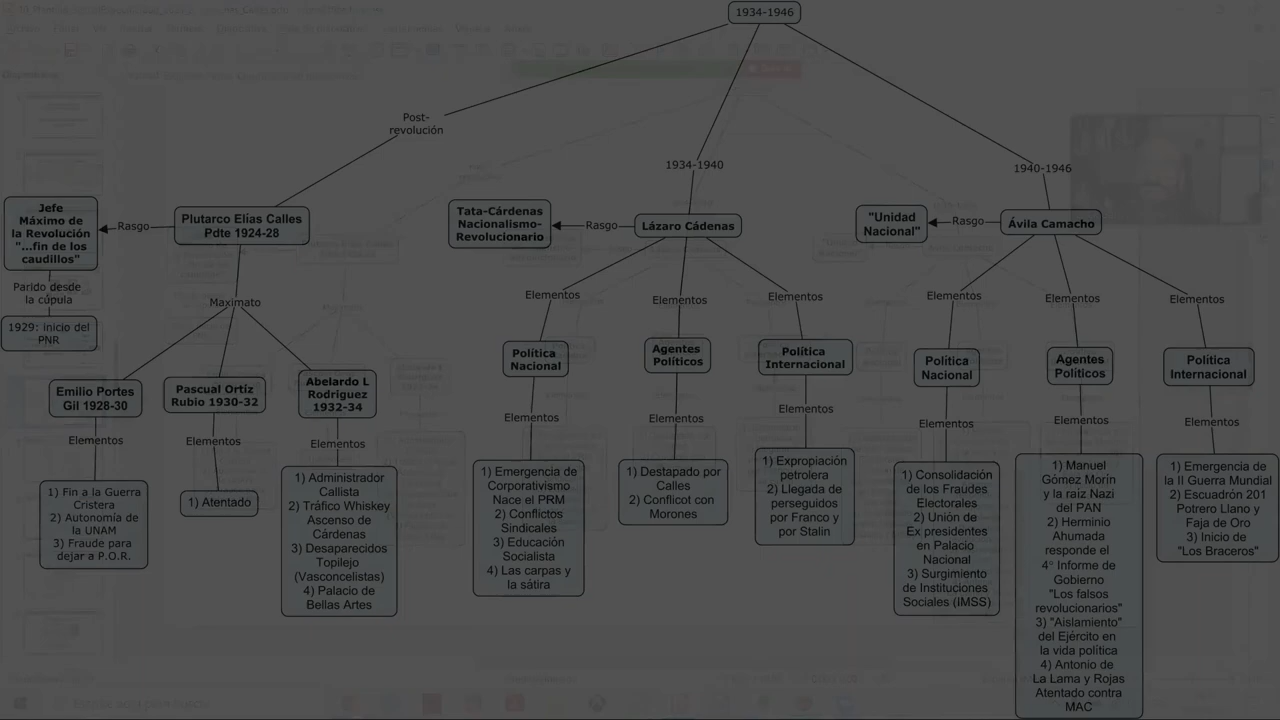 1934-1946
Post-
revolución
1934-1940
1940-1946
Jefe
Máximo de
la Revolución
"...fin de los
caudillos"
Rasgo
Plutarco Elías Calles
Pdte 1924-28
Parido desde
la cúpula
1929: Inicio del
PNR
Maximato
Emilio Portes
Gil 1928-30
Elementos
1) Fin a la Guerra
Cristera
2) Autonomía de
la UNAM
3) Fraude para
dejar a P.O.R.
Pascual Ortíz
Rubio 1930-32
Elementos
1) Atentado
Abelardo L
Rodriguez
1932-34
Elementos
1) Administrador
Callista
2) Tráfico Whiskey
Ascenso de
Cárdenas
3) Desaparecidos
Topilejo
(Vasconcelistas)
4) Palacio de
Bellas Artes
Tata-Cárdenas
Nacionalismo-
Revolucionario
Rasgo
Lázaro Cádenas
Elementos
Política
Nacional
Elementos
1) Emergencia de
Corporativismo
Nace el PRM
2) Conflictos
Sindicales
3) Educación
Socialista
4) Las carpas y
la sátira
Elementos
Agentes
Políticos
Elementos
1) Destapado por
Calles
2) Conflicot con
Morones
Elementos
Política
Internacional
Elementos
1) Expropiación
petrolera
2) Llegada de
perseguidos
por Franco y
por Stalin
"Unidad
Nacional"
Rasgo
Ávila Camacho
Elementos
Política
Nacional
Elementos
1) Consolidación
de los Fraudes
Electorales
2) Unión de
Ex presidentes
en Palacio
Nacional
3) Surgimiento
de Instituciones
Sociales (IMSS)
Elementos
Agentes
Políticos
Elementos
1) Manuel
Gómez Morín
y la raíz Nazi
del PAN
2) Herminio
Ahumada
responde el
4° Informe de
Gobierno
"Los falsos
revolucionarios"
3) "Aislamiento"
del Ejército en
la vida política
4) Antonio de
La Lama y Rojas
Atentado contra
MAC
Elementos
Política
Internacional
Elementos
1) Emergencia de
la II Guerra Mundial
2) Escuadrón 201
Potrero Llano y
Faja de Oro
3) Inicio de
"Los Braceros"